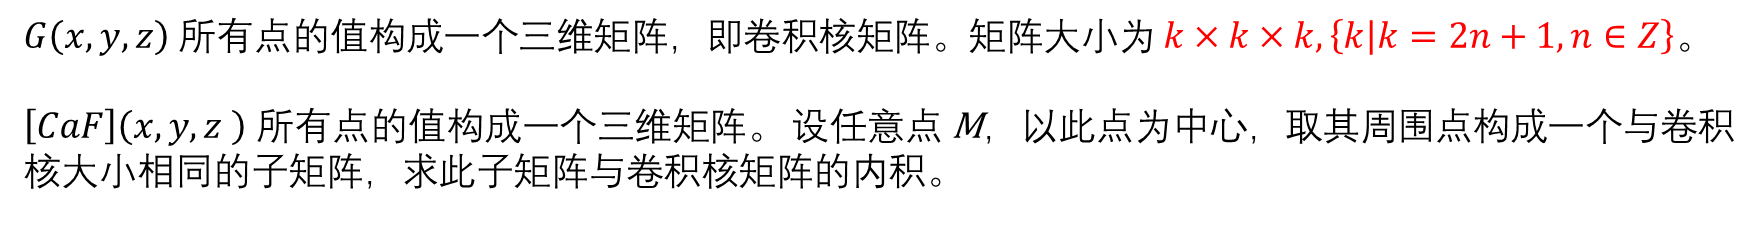 G(x, y, z) 所有点的值构成一个三维矩阵，即卷积核矩阵。矩阵大小为 k × k × k, {k|k = 2n + 1, n ∈ Z}。
[CaF](x, y, z ) 所有点的值构成一个三维矩阵。 设任意点 M，以此点为中心，取其周围点构成一个与卷积
核大小相同的子矩阵，求此子矩阵与卷积核矩阵的内积。